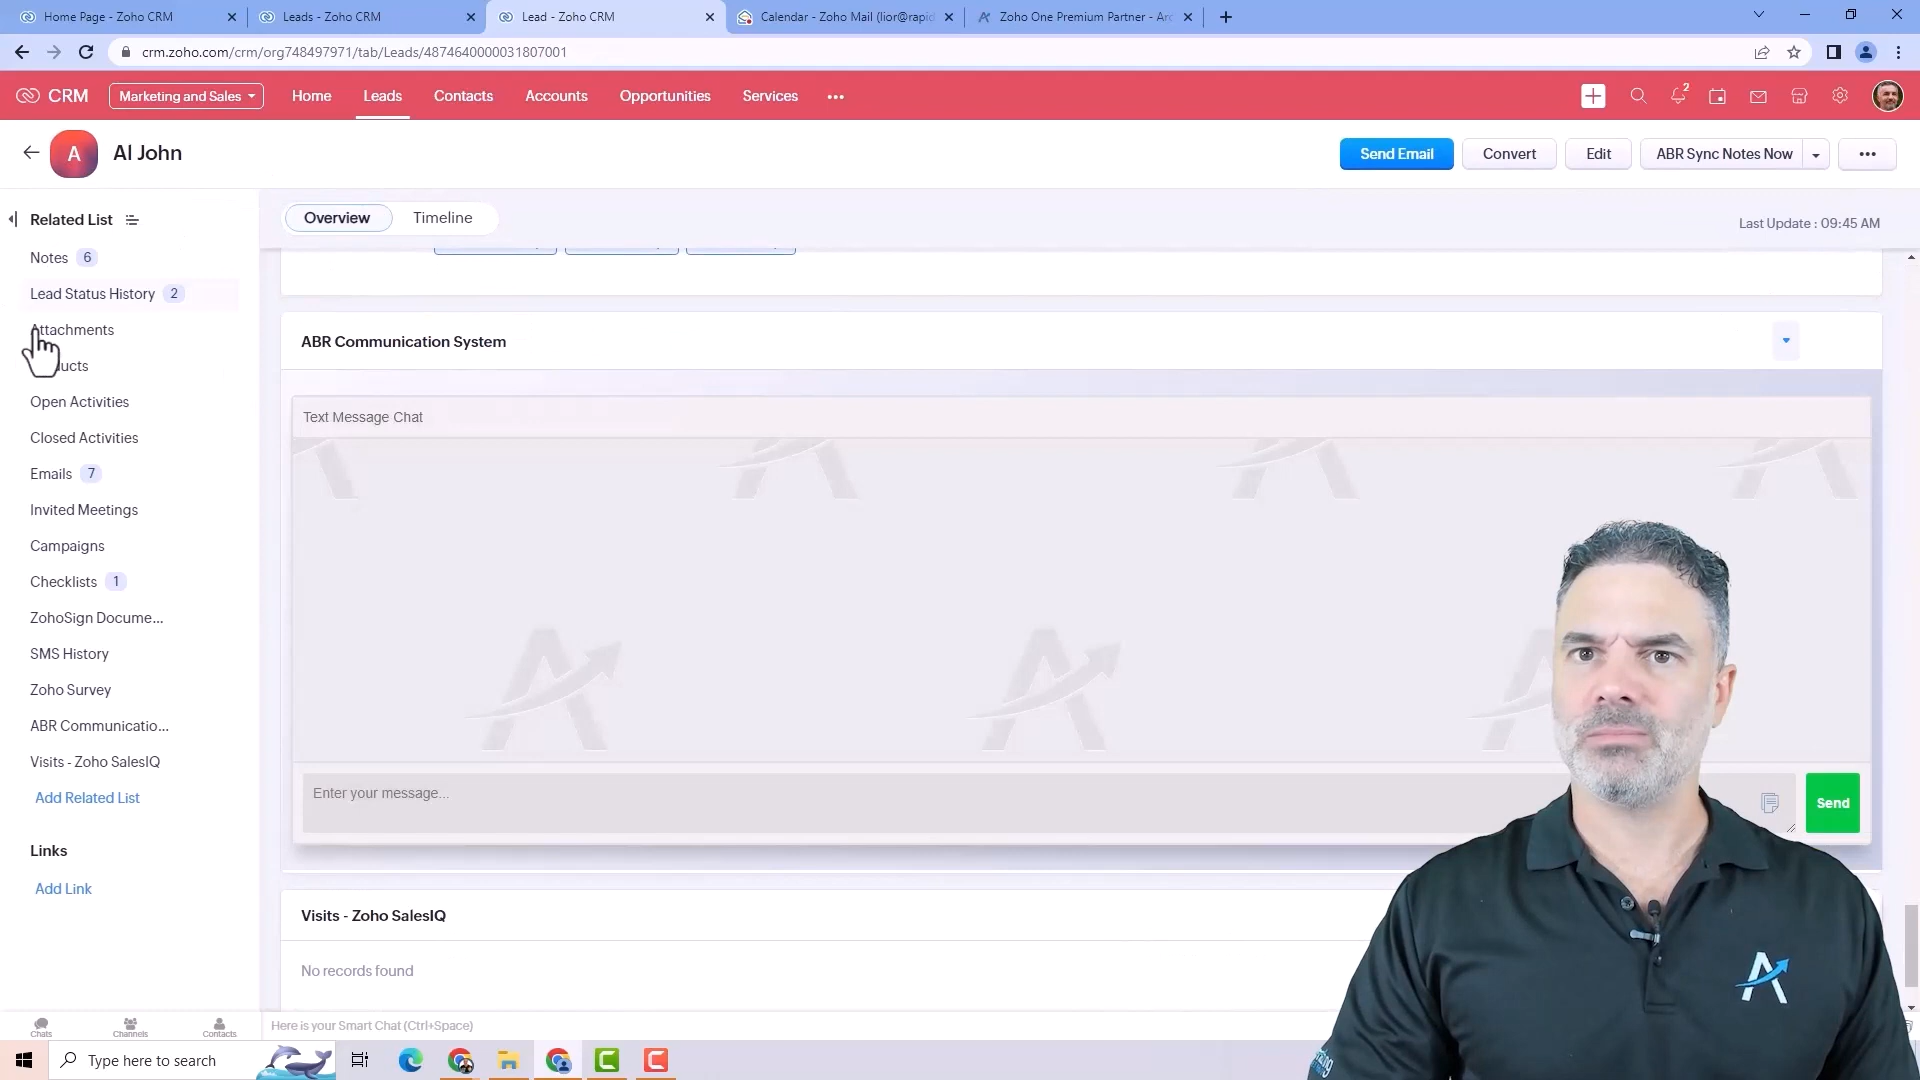 Home Page - Zoho CRM
Leads - Zoho CRM
Lead - Zoho CRM
Calendar - Zoho Mail (lior@rapid
Zoho One Premium Partner - Arc
crm.zoho.com/crm/org748497971/tab/Leads/4874640000031807001
CRM
Marketing and Sales
Home
Leads
Contacts
Accounts
Opportunities
Services
2
A
Al John
Send Email
Convert
Edit
ABR Sync Notes Now
Related List
Overview
Timeline
Last Update : 09:45 AM
Notes 6
Lead Status History 2
Attachments
ucts
Open Activities
Closed Activities
Emails 7
Invited Meetings
Campaigns
Checklists 1
ZohoSign Docume...
SMS History
Zoho Survey
ABR Communicatio...
Visits - Zoho SalesIQ
Add Related List
Links
Add Link
ABR Communication System
Text Message Chat
Enter your message...
Send
Visits - Zoho SalesIQ
No records found
Chats
Channels
Contacts
Here is your Smart Chat (Ctrl+Space)
Type here to search